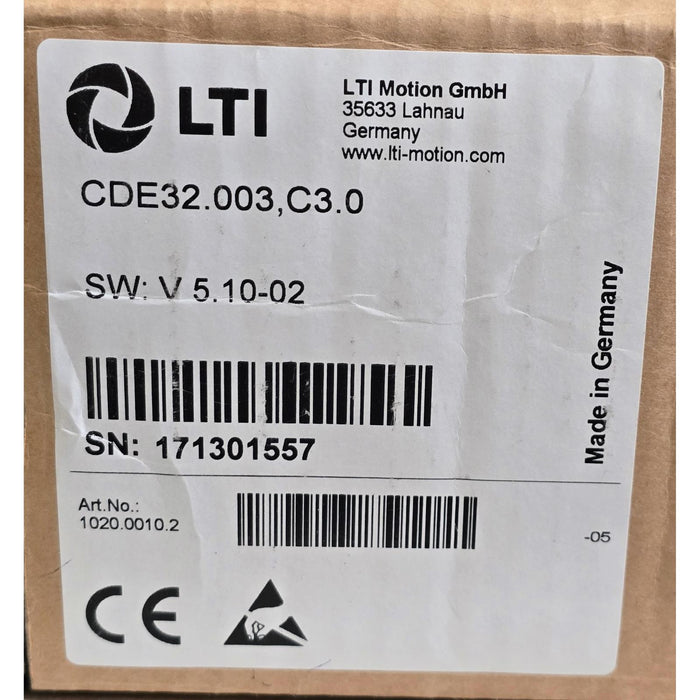 LTI
LTI Motion GmbH
35633 Lahnau
Germany
www.lti-motion.com
CDE32.003,C3.0
SW: V 5.10-02
Made in Germany
SN: 171301557
Art.No.:
1020.0010.2
-05
CE